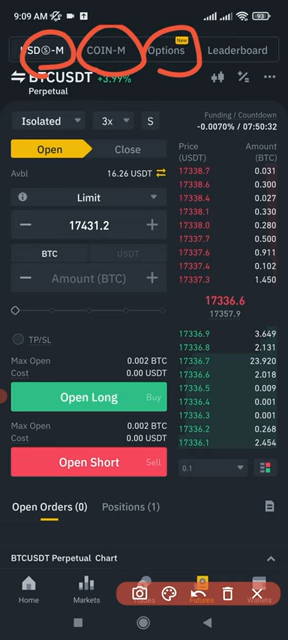 9:09 AM
93
USDⓈ-M COIN-M Options New Leaderboard
BTCUSDT +3.99%
Perpetual
Isolated 3x S
Funding / Countdown
-0.0070% / 07:50:32
Open Close
Avbl 16.26 USDT
Limit
− 17431.2 +
BTC USDT
− Amount (BTC) +
TP/SL
Max Open 0.002 BTC
Cost 0.00 USDT
Open Long Buy
Max Open 0.002 BTC
Cost 0.00 USDT
Open Short Sell
Price Amount
(USDT) (BTC)
17338.7 0.031
17338.6 0.300
17338.4 0.027
17338.1 0.330
17338.0 0.280
17337.7 0.500
17337.6 0.911
17337.4 0.102
17337.3 1.450
17336.6
17357.9
17336.9 3.649
17336.8 2.131
17336.7 23.920
17336.6 2.018
17336.5 0.009
17336.4 0.001
17336.3 0.001
17336.2 0.268
17336.1 2.454
0.1
Open Orders (0) Positions (1)
BTCUSDT Perpetual Chart
Home Markets Trades Futures Wallets